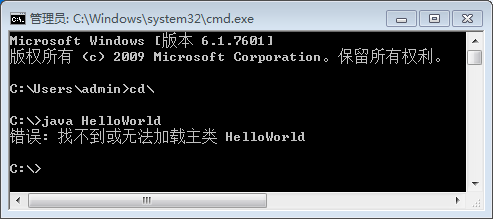 管理员: C:\Windows\system32\cmd.exe
Microsoft Windows [版本 6.1.7601]
版权所有 (c) 2009 Microsoft Corporation。保留所有权利。
C:\Users\admin>cd\
C:\>java HelloWorld
错误: 找不到或无法加载主类 HelloWorld
C:\>